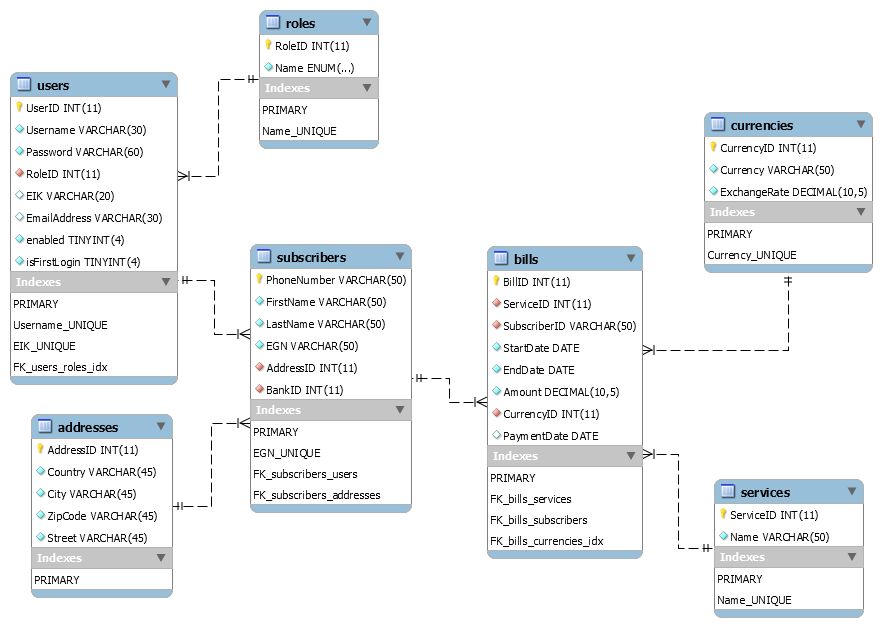 roles
RoleID INT(11)
Name ENUM(...)
Indexes
PRIMARY
Name_UNIQUE
users
UserID INT(11)
Username VARCHAR(30)
Password VARCHAR(60)
RoleID INT(11)
EIK VARCHAR(20)
EmailAddress VARCHAR(30)
enabled TINYINT(4)
isFirstLogin TINYINT(4)
Indexes
PRIMARY
Username_UNIQUE
EIK_UNIQUE
FK_users_roles_idx
currencies
CurrencyID INT(11)
Currency VARCHAR(50)
ExchangeRate DECIMAL(10,5)
Indexes
PRIMARY
Currency_UNIQUE
subscribers
PhoneNumber VARCHAR(50)
FirstName VARCHAR(50)
LastName VARCHAR(50)
EGN VARCHAR(50)
AddressID INT(11)
BankID INT(11)
Indexes
PRIMARY
EGN_UNIQUE
FK_subscribers_users
FK_subscribers_addresses
bills
BillID INT(11)
ServiceID INT(11)
SubscriberID VARCHAR(50)
StartDate DATE
EndDate DATE
Amount DECIMAL(10,5)
CurrencyID INT(11)
PaymentDate DATE
Indexes
PRIMARY
FK_bills_services
FK_bills_subscribers
FK_bills_currencies_idx
addresses
AddressID INT(11)
Country VARCHAR(45)
City VARCHAR(45)
ZipCode VARCHAR(45)
Street VARCHAR(45)
Indexes
PRIMARY
services
ServiceID INT(11)
Name VARCHAR(50)
Indexes
PRIMARY
Name_UNIQUE